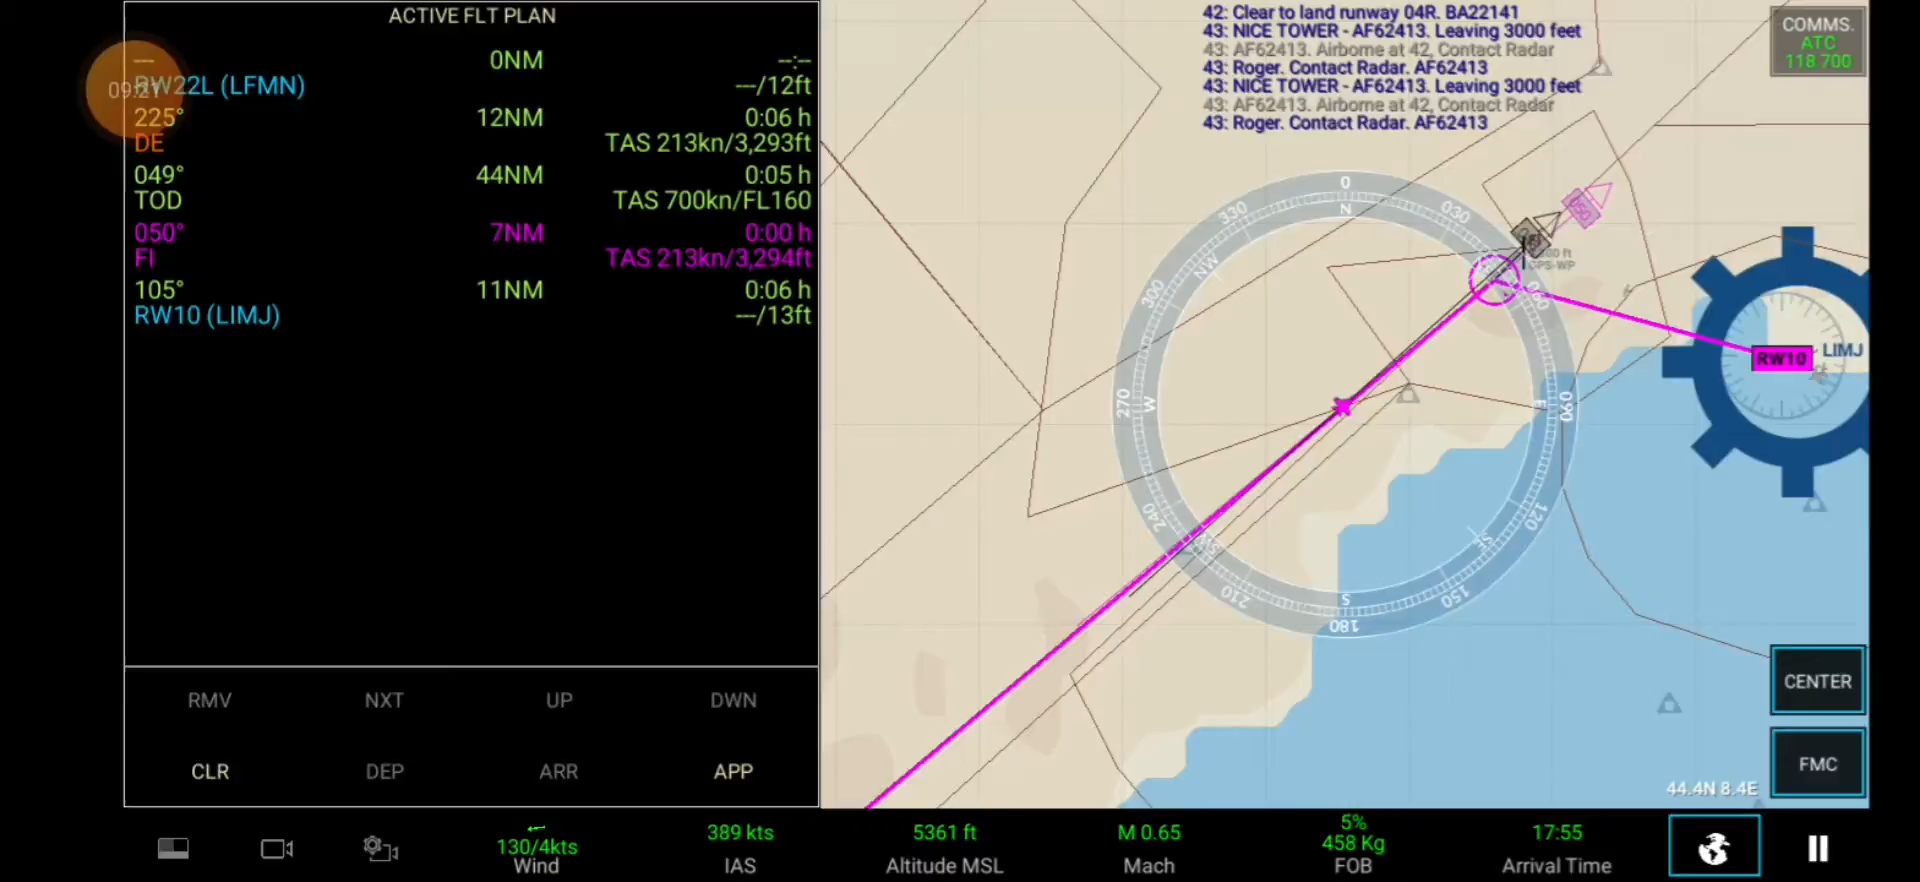 ACTIVE FLT PLAN
--- 0NM --:--
RW22L (LFMN) ---/12ft
225° 12NM 0:06 h
DE TAS 213kn/3,293ft
049° 44NM 0:05 h
TOD TAS 700kn/FL160
050° 7NM 0:00 h
FI TAS 213kn/3,294ft
105° 11NM 0:06 h
RW10 (LIMJ) ---/13ft
RMV NXT UP DWN
CLR DEP ARR APP
42: Clear to land runway 04R. BA22141
43: NICE TOWER - AF62413. Leaving 3000 feet
43: AF62413. Airborne at 42, Contact Radar
43: Roger. Contact Radar. AF62413
43: NICE TOWER - AF62413. Leaving 3000 feet
43: AF62413. Airborne at 42, Contact Radar
43: Roger. Contact Radar. AF62413
COMMS.
ATC
118 700
0
N
030
060
E
090
120
SE
150
S
180
210
SW
240
W
270
300
NW
330
050
GPS-WP
RW10
LIMJ
CENTER
FMC
44.4N 8.4E
130/4kts
Wind
389 kts
IAS
5361 ft
Altitude MSL
M 0.65
Mach
5%
458 Kg
FOB
17:55
Arrival Time